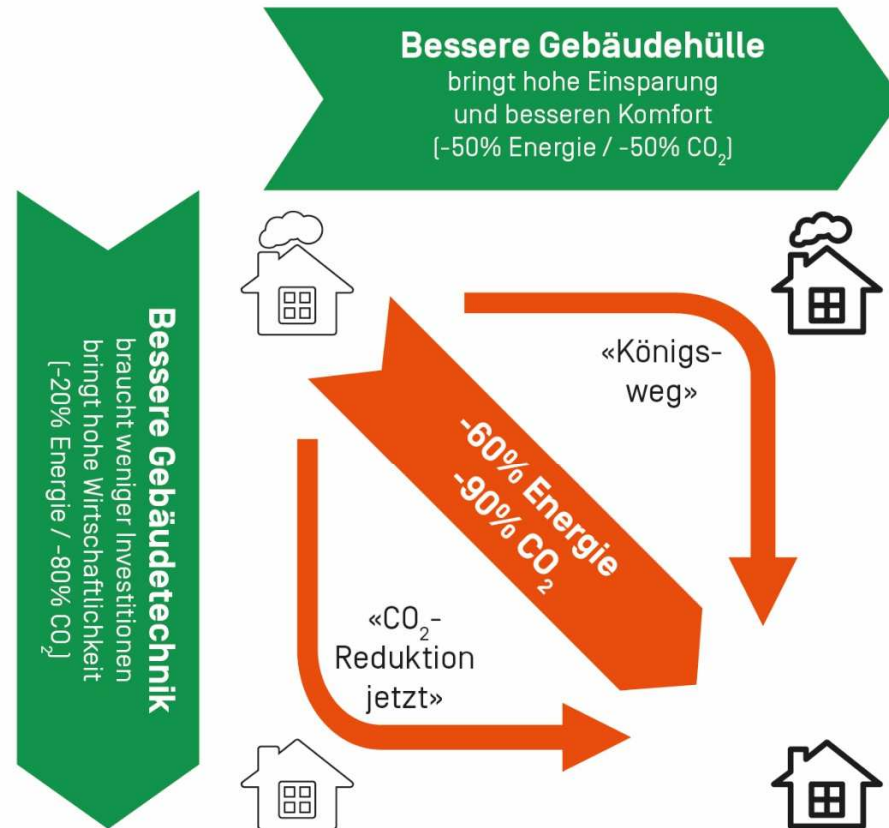 Bessere Gebäudehülle
bringt hohe Einsparung
und besseren Komfort
(-50% Energie / -50% CO₂)
Bessere Gebäudetechnik
braucht weniger Investitionen
bringt hohe Wirtschaftlichkeit
(-20% Energie / -80% CO₂)
«Königs-
weg»
-60% Energie
-90% CO₂
«CO₂-
Reduktion
jetzt»